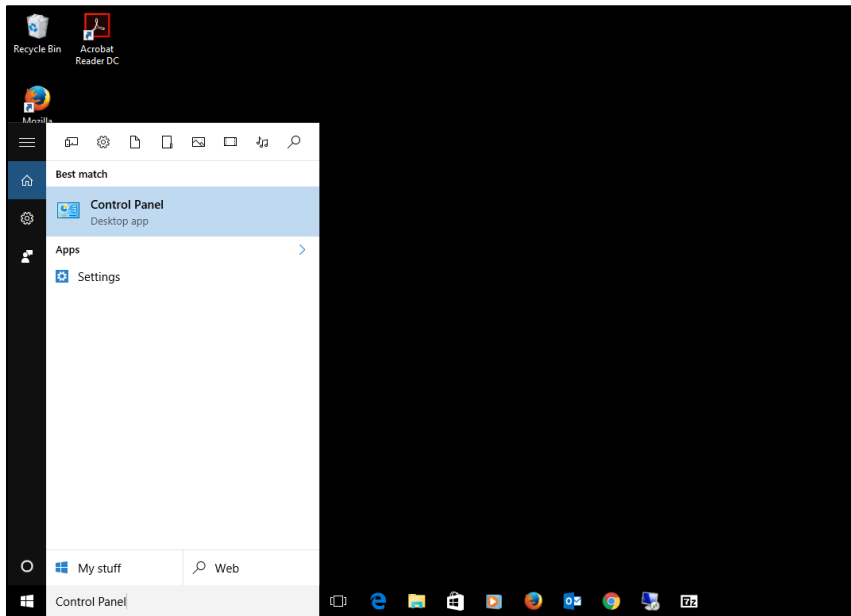 Recycle Bin
Acrobat
Reader DC
Mozilla
Best match
Control Panel
Desktop app
Apps
Settings
My stuff
Web
Control Panel